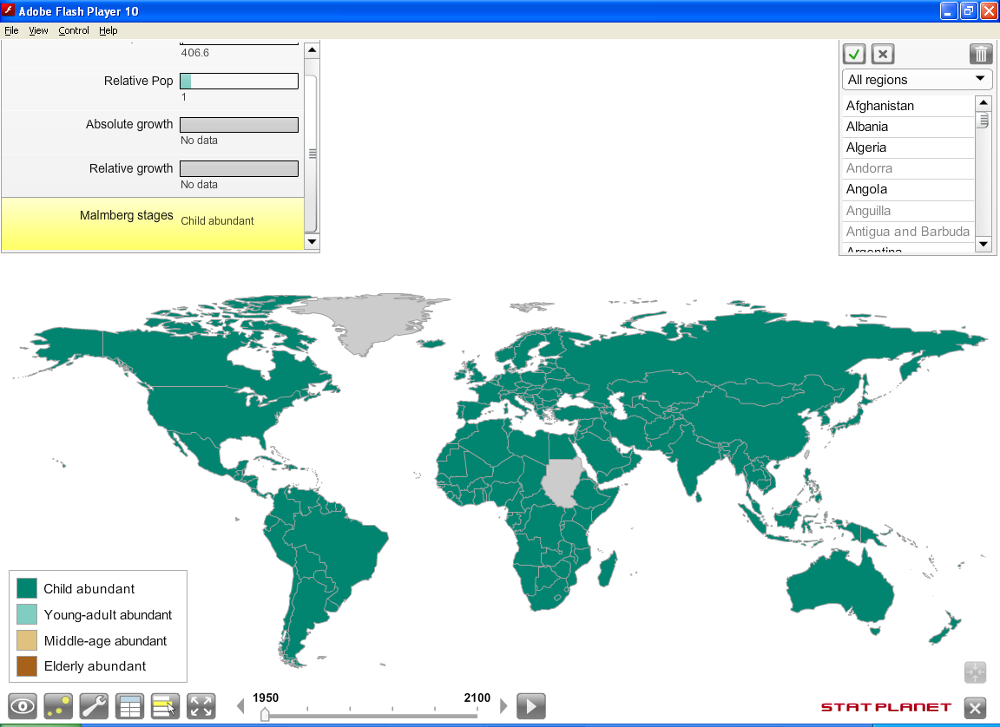 Adobe Flash Player 10
File View Control Help
406.6
Relative Pop
1
Absolute growth
No data
Relative growth
No data
Malmberg stages
Child abundant
All regions
Afghanistan
Albania
Algeria
Andorra
Angola
Anguilla
Antigua and Barbuda
Argentina
Child abundant
Young-adult abundant
Middle-age abundant
Elderly abundant
1950
2100
STATPLANET